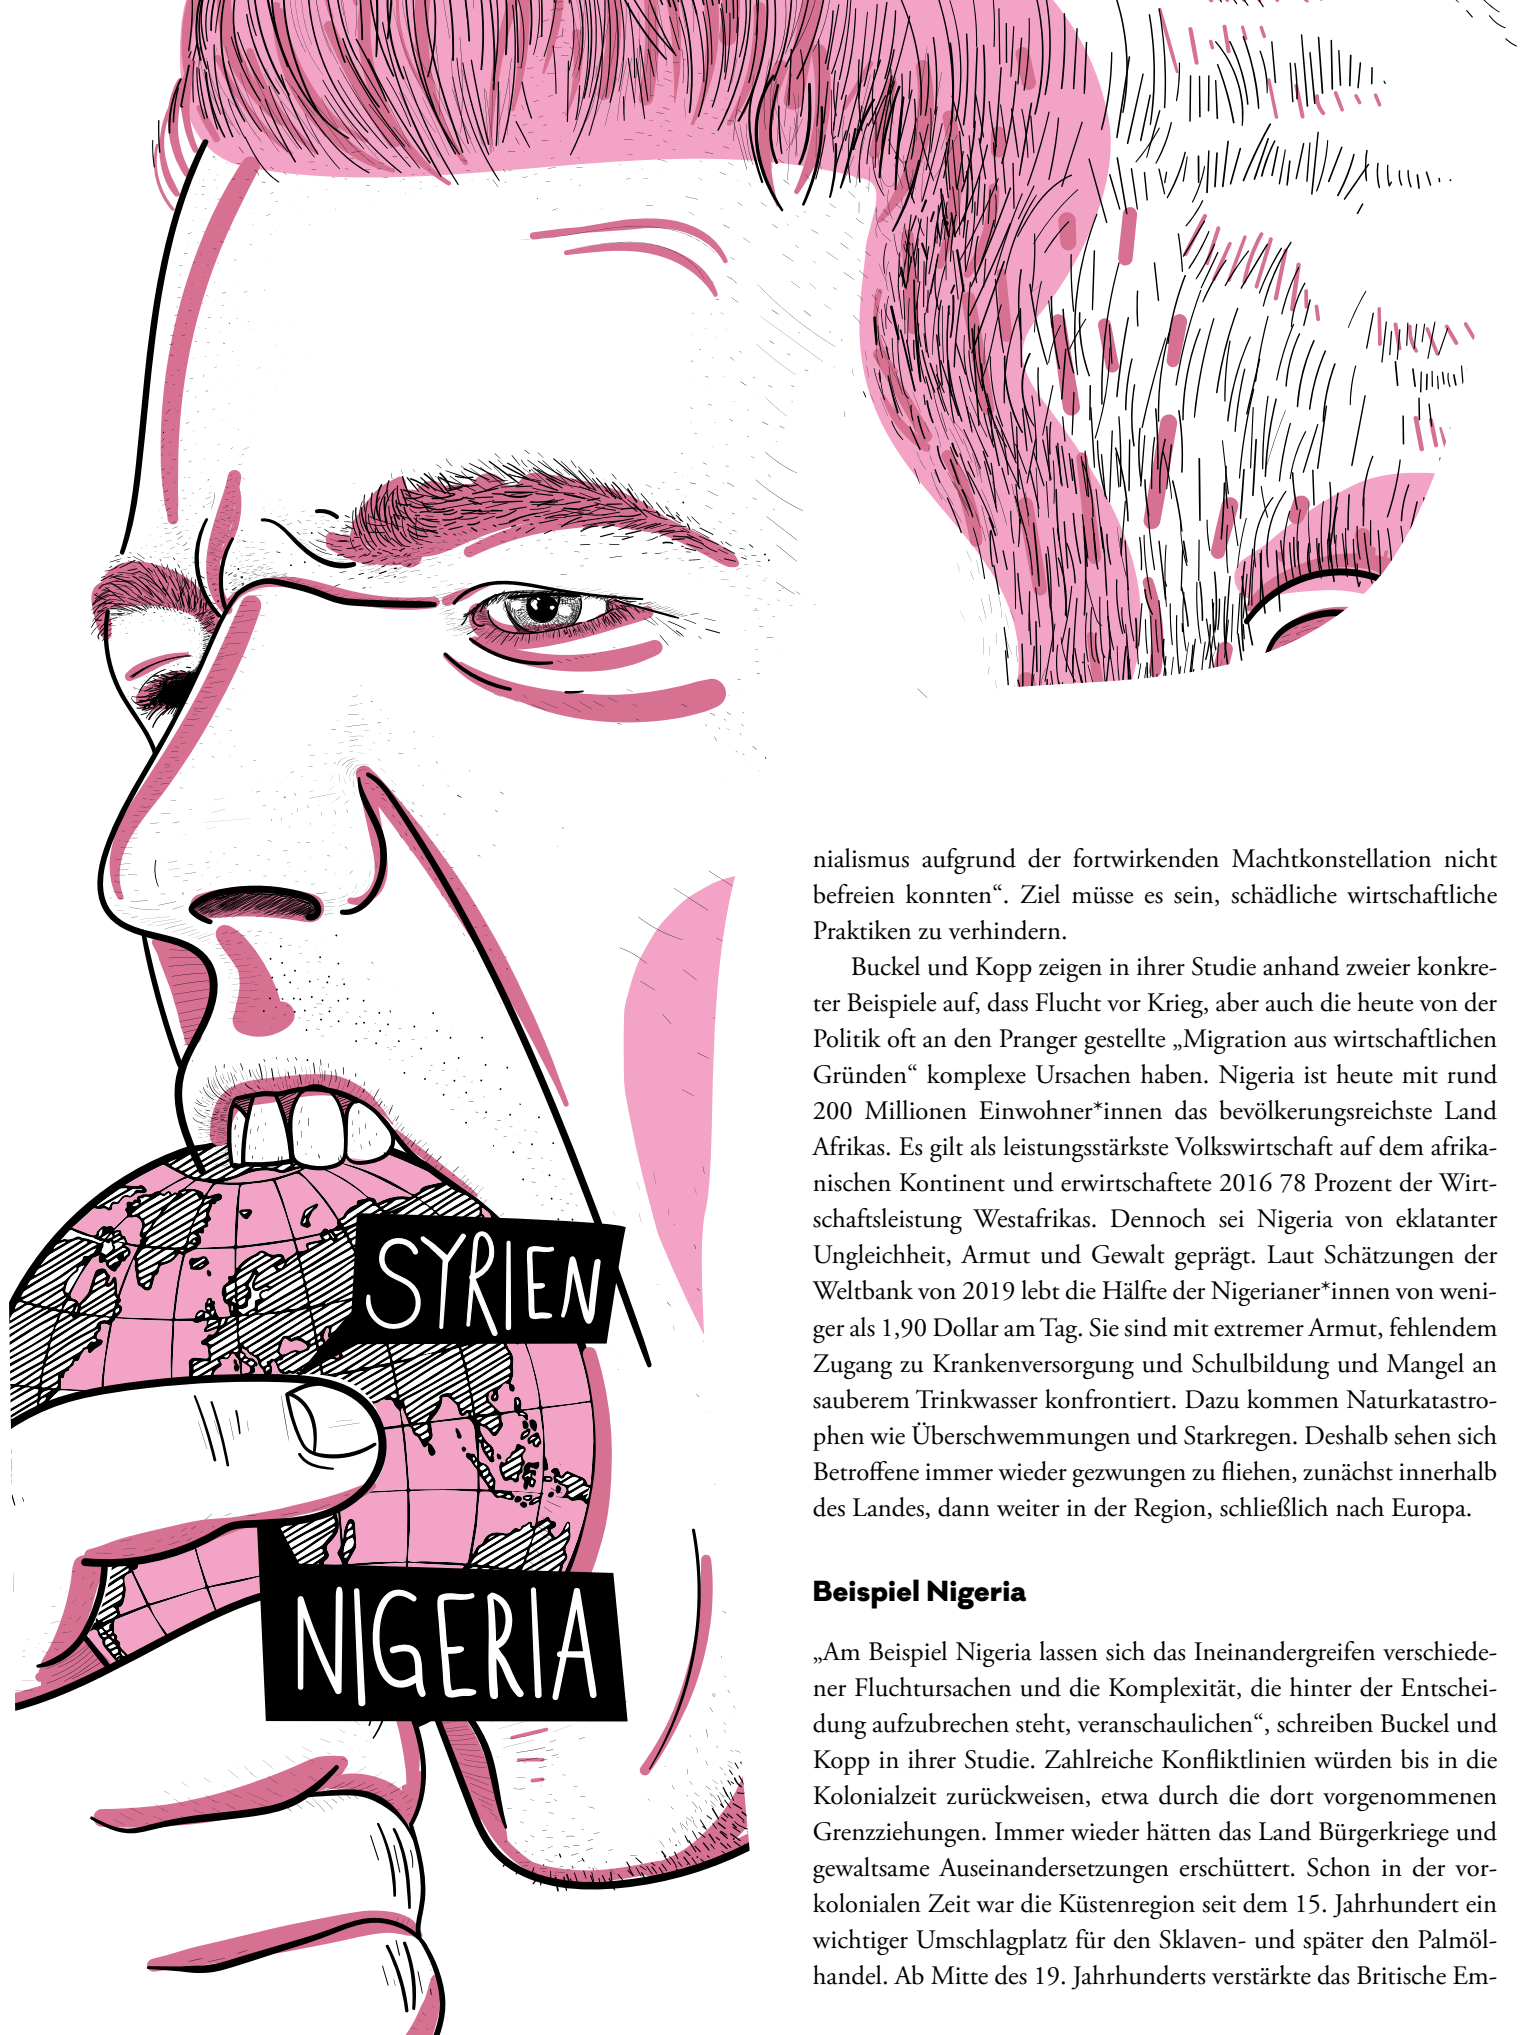 SYRIEN
NIGERIA
nialismus aufgrund der fortwirkenden Machtkonstellation nicht
befreien konnten“. Ziel müsse es sein, schädliche wirtschaftliche
Praktiken zu verhindern.
Buckel und Kopp zeigen in ihrer Studie anhand zweier konkre-
ter Beispiele auf, dass Flucht vor Krieg, aber auch die heute von der
Politik oft an den Pranger gestellte „Migration aus wirtschaftlichen
Gründen“ komplexe Ursachen haben. Nigeria ist heute mit rund
200 Millionen Einwohner*innen das bevölkerungsreichste Land
Afrikas. Es gilt als leistungsstärkste Volkswirtschaft auf dem afrika-
nischen Kontinent und erwirtschaftete 2016 78 Prozent der Wirt-
schaftsleistung Westafrikas. Dennoch sei Nigeria von eklatanter
Ungleichheit, Armut und Gewalt geprägt. Laut Schätzungen der
Weltbank von 2019 lebt die Hälfte der Nigerianer*innen von weni-
ger als 1,90 Dollar am Tag. Sie sind mit extremer Armut, fehlendem
Zugang zu Krankenversorgung und Schulbildung und Mangel an
sauberem Trinkwasser konfrontiert. Dazu kommen Naturkatastro-
phen wie Überschwemmungen und Starkregen. Deshalb sehen sich
Betroffene immer wieder gezwungen zu fliehen, zunächst innerhalb
des Landes, dann weiter in der Region, schließlich nach Europa.
Beispiel Nigeria
„Am Beispiel Nigeria lassen sich das Ineinandergreifen verschiede-
ner Fluchtursachen und die Komplexität, die hinter der Entschei-
dung aufzubrechen steht, veranschaulichen“, schreiben Buckel und
Kopp in ihrer Studie. Zahlreiche Konfliktlinien würden bis in die
Kolonialzeit zurückweisen, etwa durch die dort vorgenommenen
Grenzziehungen. Immer wieder hätten das Land Bürgerkriege und
gewaltsame Auseinandersetzungen erschüttert. Schon in der vor-
kolonialen Zeit war die Küstenregion seit dem 15. Jahrhundert ein
wichtiger Umschlagplatz für den Sklaven- und später den Palmöl-
handel. Ab Mitte des 19. Jahrhunderts verstärkte das Britische Em-